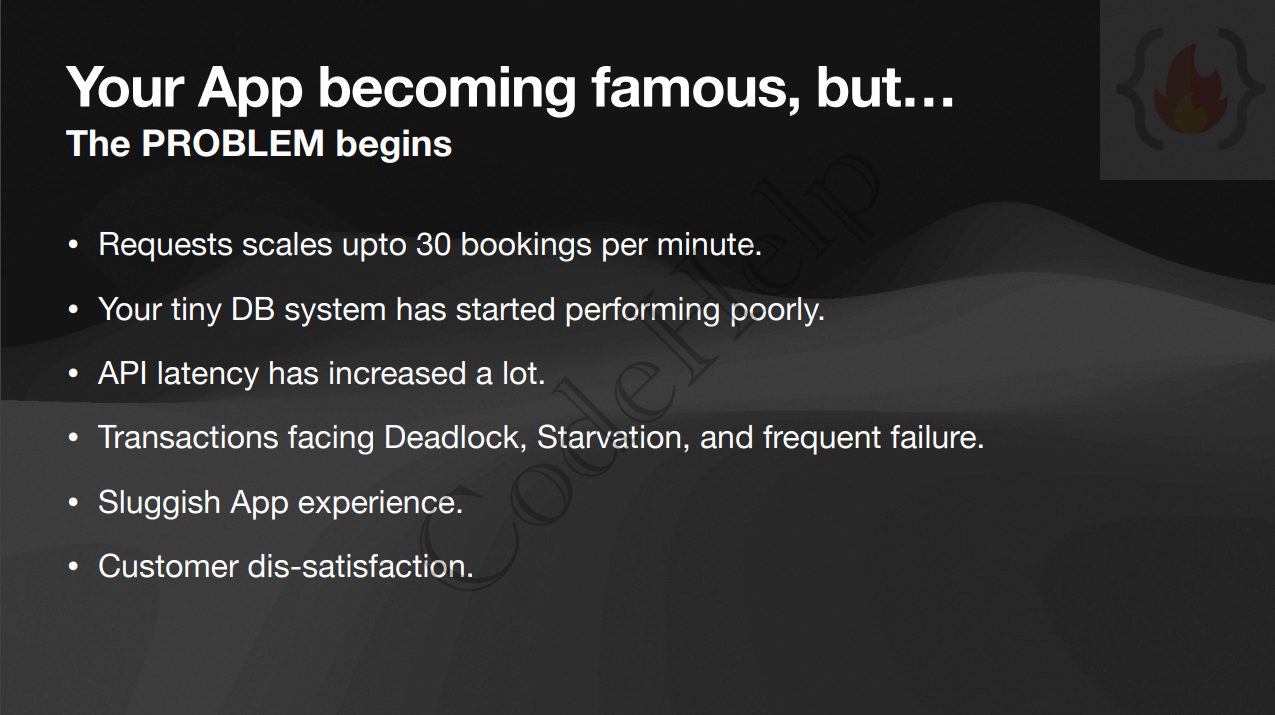 Your App becoming famous, but…
The PROBLEM begins
• Requests scales upto 30 bookings per minute.
• Your tiny DB system has started performing poorly.
• API latency has increased a lot.
• Transactions facing Deadlock, Starvation, and frequent failure.
• Sluggish App experience.
• Customer dis-satisfaction.
CodeHelp